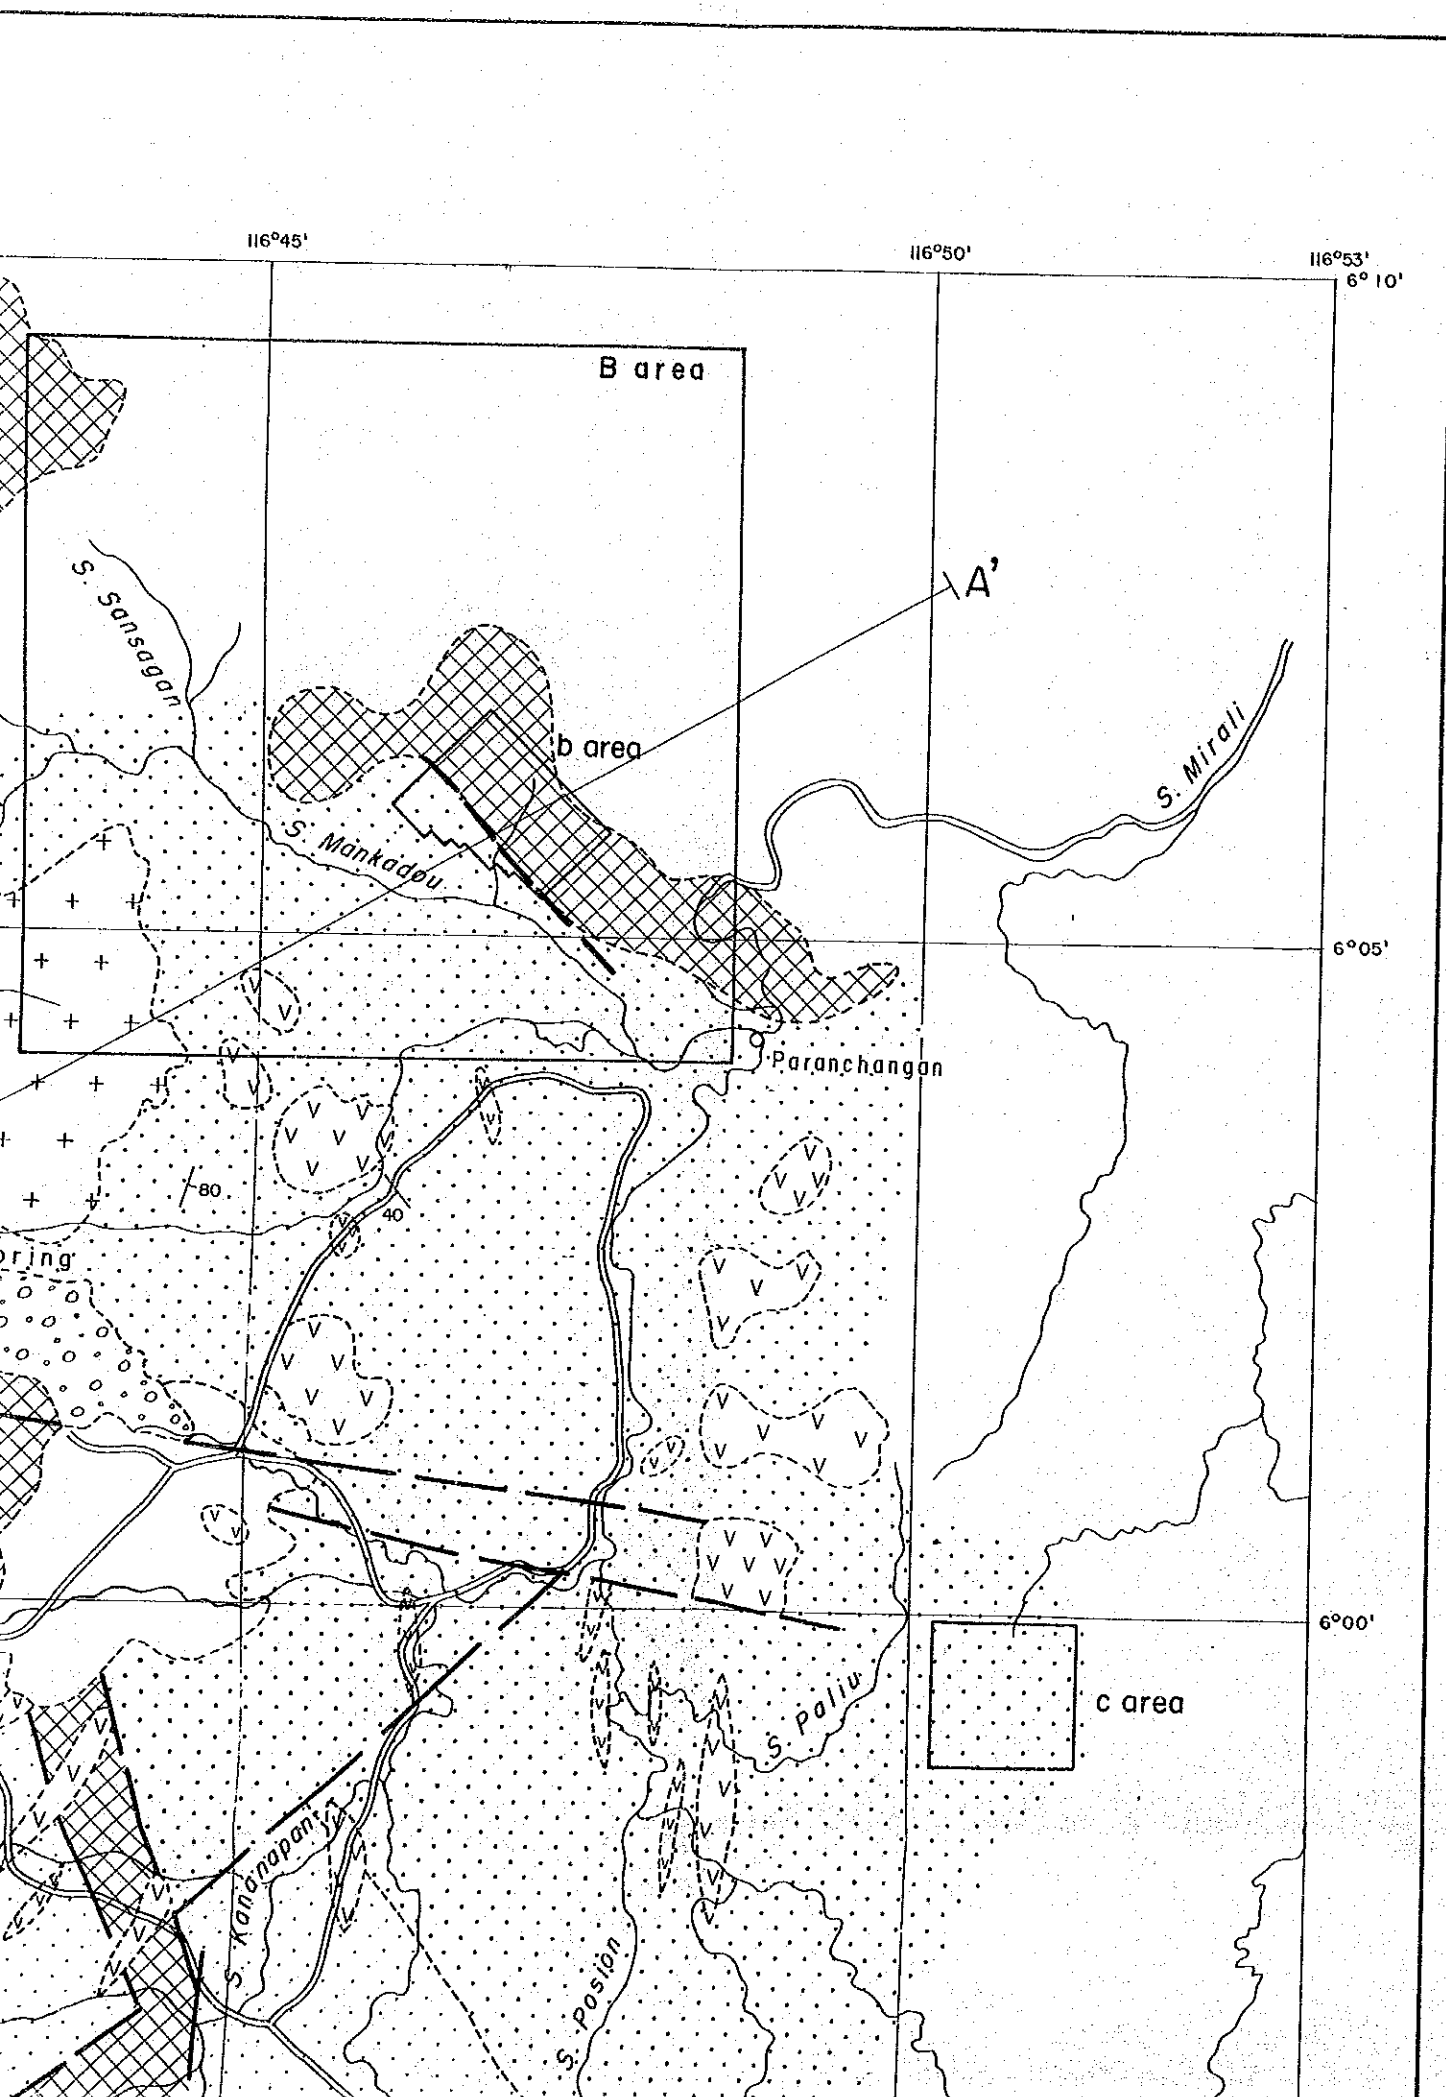 116°45'
116°50'
116°53'
6°10'
B area
A'
S. Sansagan
b area
S. Mirali
S. Mankadou
6°05'
Paranchangan
80
40
oring
6°00'
c area
S. Paliu
S. Kananapan
S. Posion